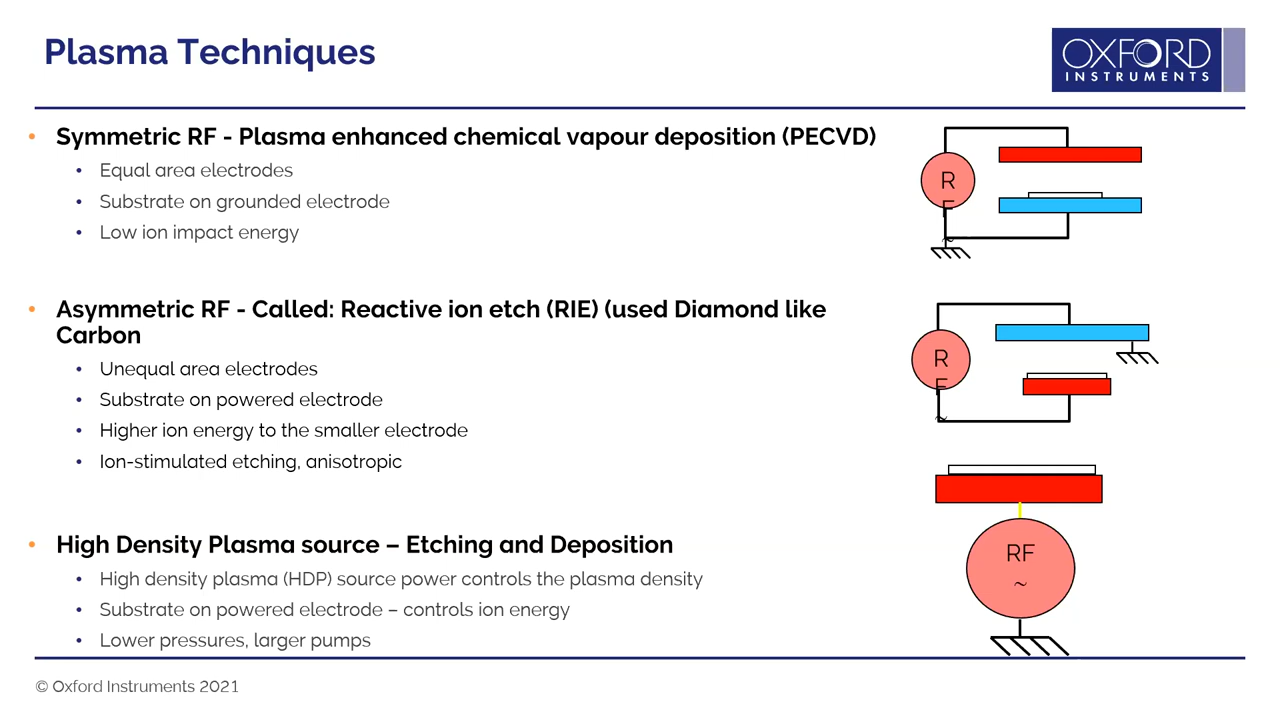 Plasma Techniques
OXFORD
INSTRUMENTS
• Symmetric RF - Plasma enhanced chemical vapour deposition (PECVD)
• Equal area electrodes
• Substrate on grounded electrode
• Low ion impact energy
R
F
~
• Asymmetric RF - Called: Reactive ion etch (RIE) (used Diamond like
Carbon
• Unequal area electrodes
• Substrate on powered electrode
• Higher ion energy to the smaller electrode
• Ion-stimulated etching, anisotropic
R
F
~
• High Density Plasma source – Etching and Deposition
• High density plasma (HDP) source power controls the plasma density
• Substrate on powered electrode – controls ion energy
• Lower pressures, larger pumps
RF
~
© Oxford Instruments 2021